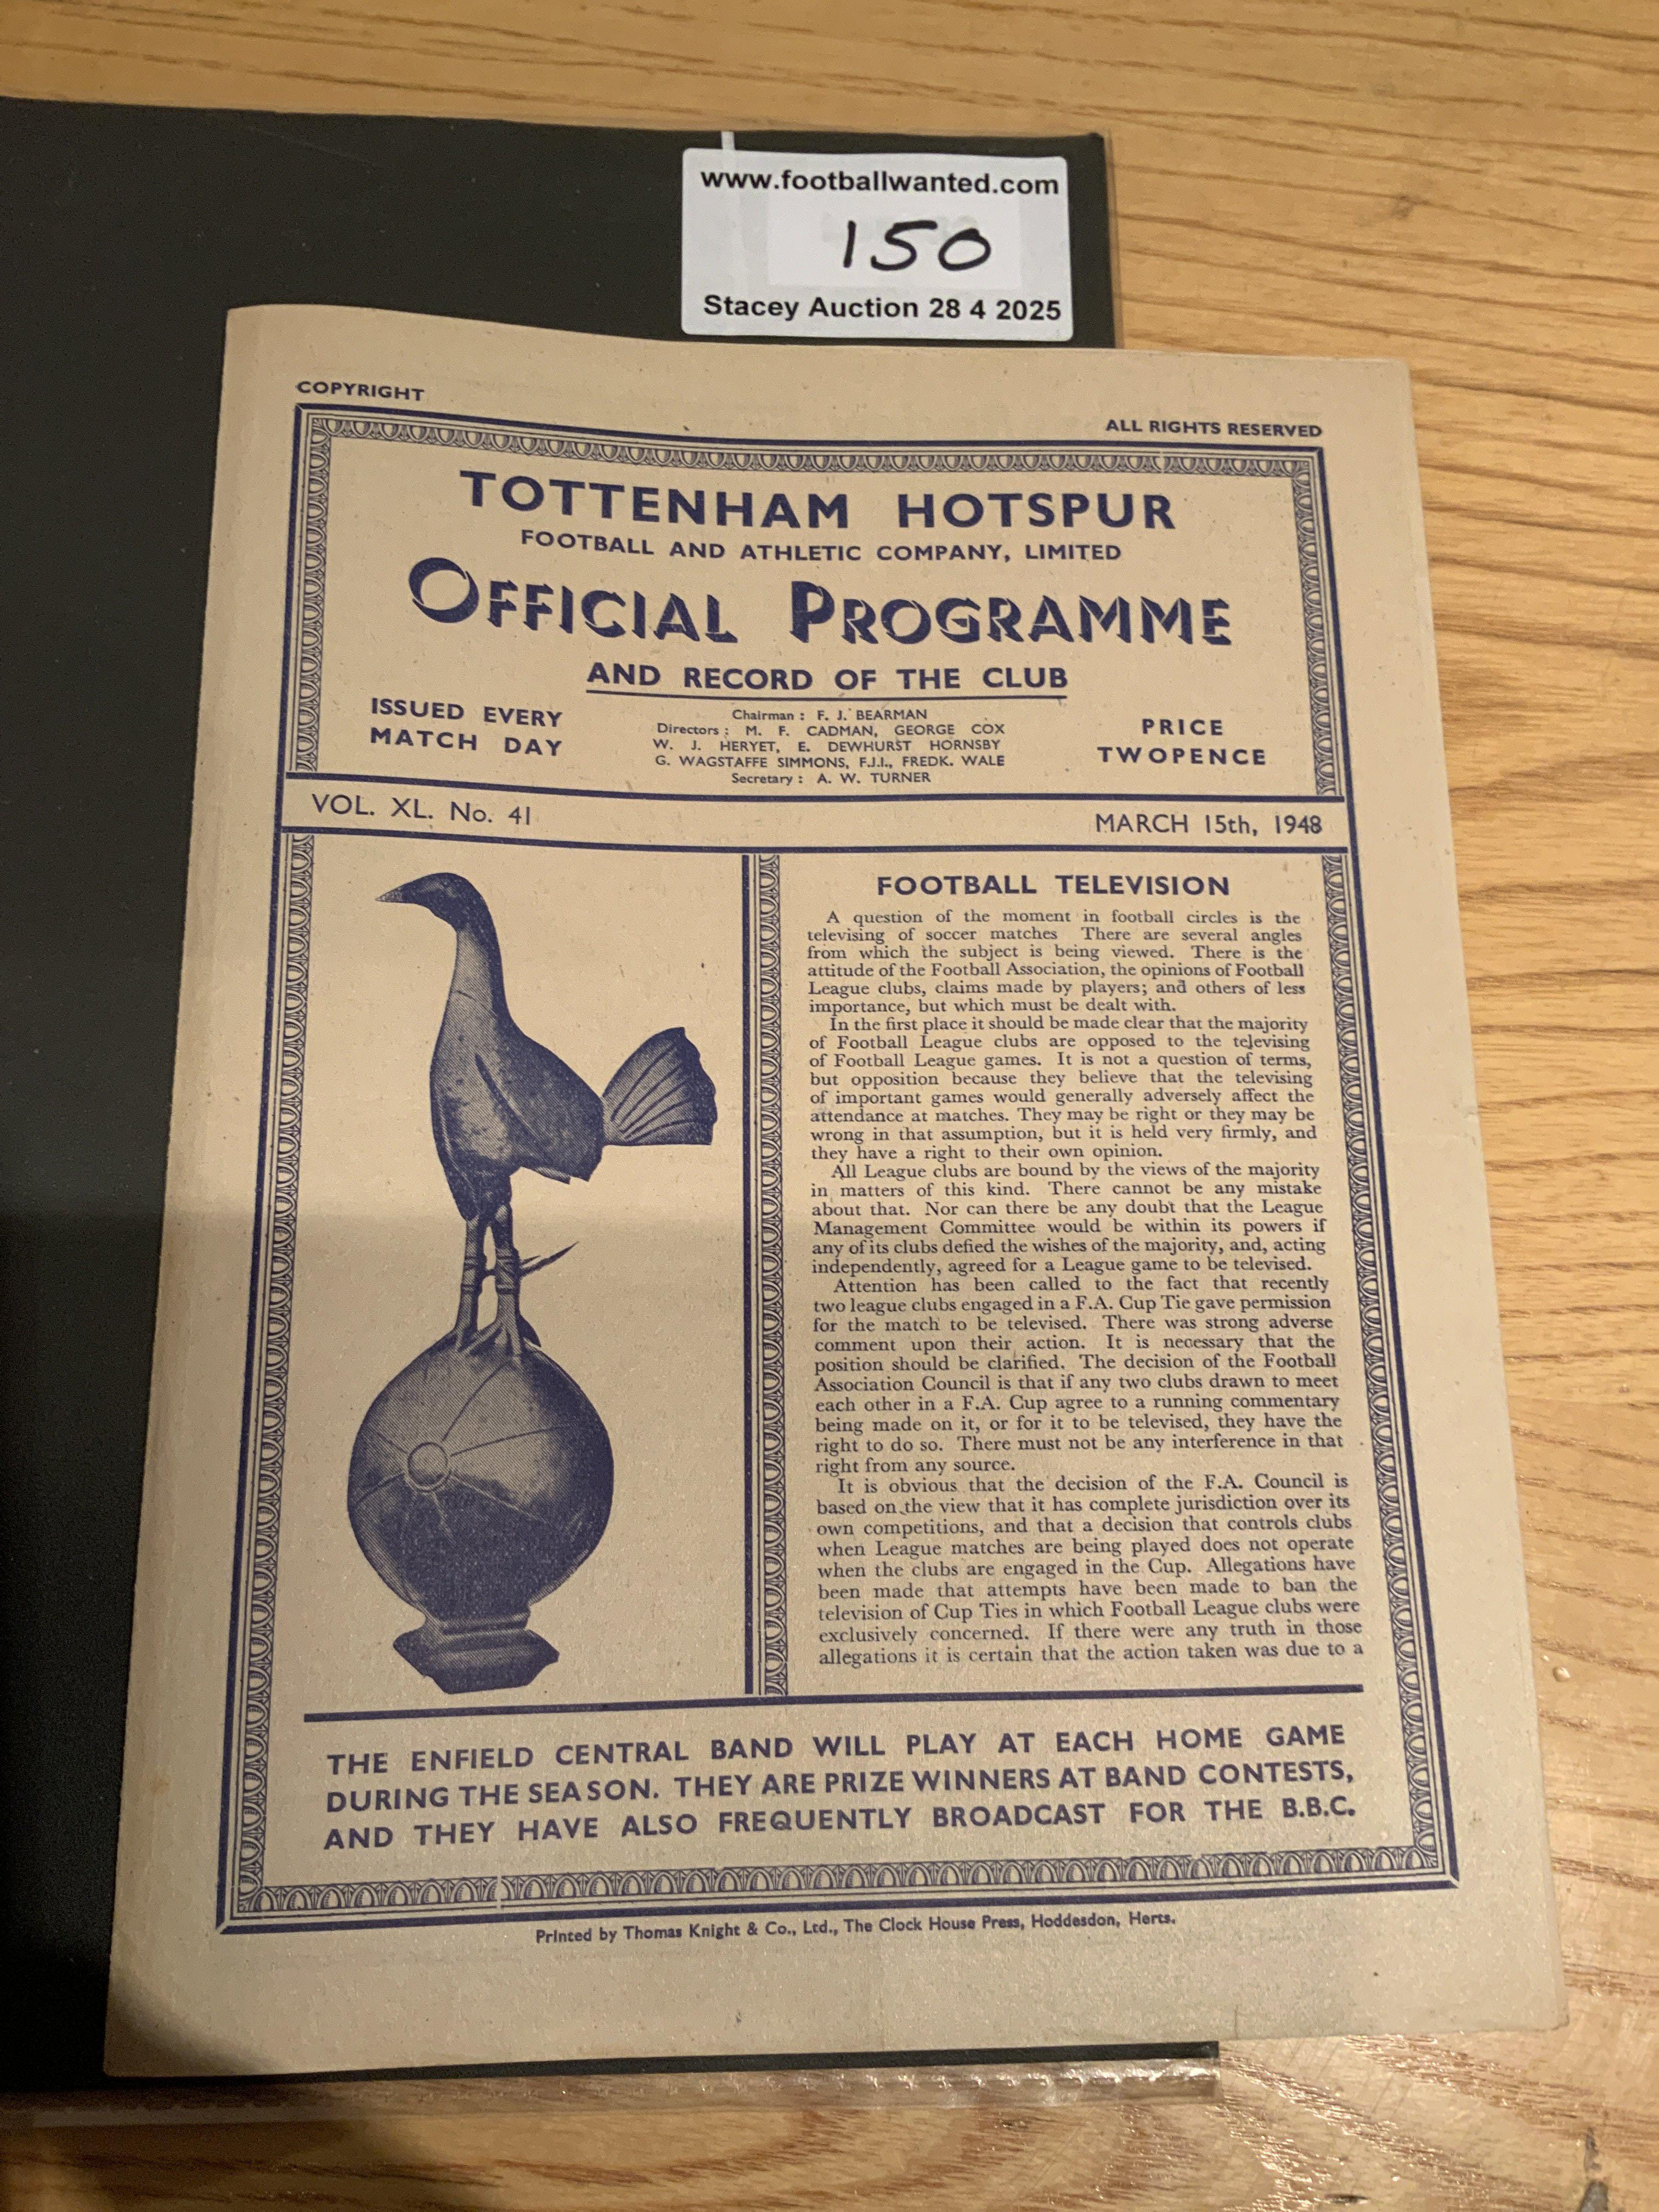 www.footballwanted.com
150
Stacey Auction 28 4 2025
COPYRIGHT
ALL RIGHTS RESERVED
TOTTENHAM HOTSPUR
FOOTBALL AND ATHLETIC COMPANY, LIMITED
OFFICIAL PROGRAMME
AND RECORD OF THE CLUB
ISSUED EVERY
MATCH DAY
Chairman : F. J. BEARMAN
Directors : M. F. CADMAN, GEORGE COX
W. J. HERYET, E. DEWHURST HORNSBY
G. WAGSTAFFE SIMMONS, F.J.I., FREDK. WALE
Secretary : A. W. TURNER
PRICE
TWOPENCE
VOL. XL. No. 41
MARCH 15th, 1948
FOOTBALL TELEVISION
A question of the moment in football circles is the
televising of soccer matches There are several angles
from which the subject is being viewed. There is the
attitude of the Football Association, the opinions of Football
League clubs, claims made by players; and others of less
importance, but which must be dealt with.
In the first place it should be made clear that the majority
of Football League clubs are opposed to the televising
of Football League games. It is not a question of terms,
but opposition because they believe that the televising
of important games would generally adversely affect the
attendance at matches. They may be right or they may be
wrong in that assumption, but it is held very firmly, and
they have a right to their own opinion.
All League clubs are bound by the views of the majority
in matters of this kind. There cannot be any mistake
about that. Nor can there be any doubt that the League
Management Committee would be within its powers if
any of its clubs defied the wishes of the majority, and, acting
independently, agreed for a League game to be televised.
Attention has been called to the fact that recently
two league clubs engaged in a F.A. Cup Tie gave permission
for the match to be televised. There was strong adverse
comment upon their action. It is necessary that the
position should be clarified. The decision of the Football
Association Council is that if any two clubs drawn to meet
each other in a F.A. Cup agree to a running commentary
being made on it, or for it to be televised, they have the
right to do so. There must not be any interference in that
right from any source.
It is obvious that the decision of the F.A. Council is
based on the view that it has complete jurisdiction over its
own competitions, and that a decision that controls clubs
when League matches are being played does not operate
when the clubs are engaged in the Cup. Allegations have
been made that attempts have been made to ban the
television of Cup Ties in which Football League clubs were
exclusively concerned. If there were any truth in those
allegations it is certain that the action taken was due to a
THE ENFIELD CENTRAL BAND WILL PLAY AT EACH HOME GAME
DURING THE SEASON. THEY ARE PRIZE WINNERS AT BAND CONTESTS,
AND THEY HAVE ALSO FREQUENTLY BROADCAST FOR THE B.B.C.
Printed by Thomas Knight & Co., Ltd., The Clock House Press, Hoddesdon, Herts.